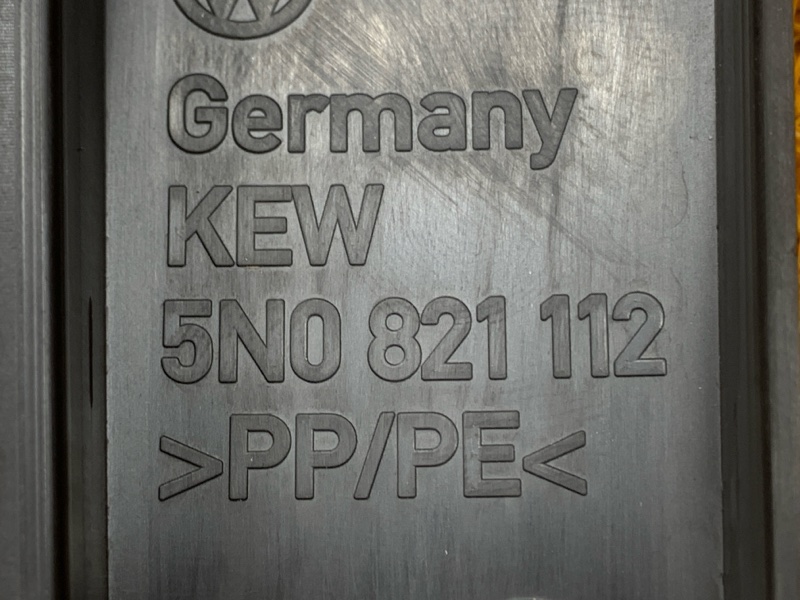 Germany
KEW
5N0 821 112
>PP/PE<